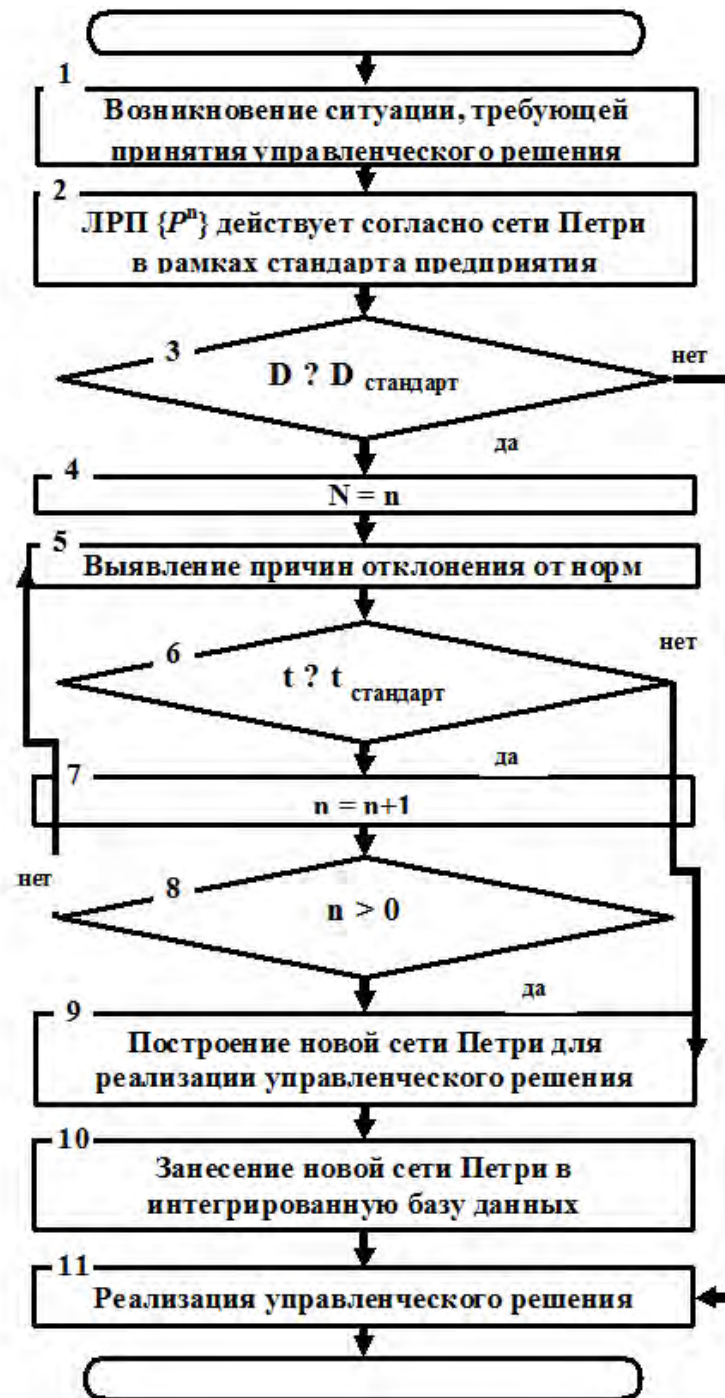 1
Возникновение ситуации, требующей
принятия управленческого решения
2
ЛРП {Pⁿ} действует согласно сети Петри
в рамках стандарта предприятия
3
нет
D ? D стандарт
да
4
N = n
5
Выявление причин отклонения от норм
6
нет
t ? t стандарт
да
7
n = n+1
нет
8
n > 0
да
9
Построение новой сети Петри для
реализации управленческого решения
10
Занесение новой сети Петри в
интегрированную базу данных
11
Реализация управленческого решения